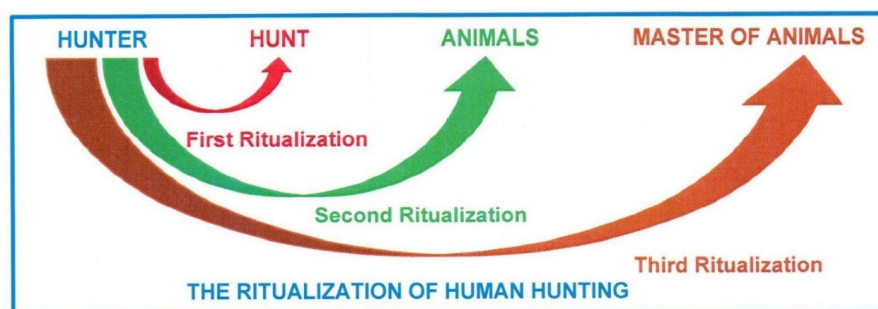 HUNTER HUNT ANIMALS MASTER OF ANIMALS
First Ritualization
Second Ritualization
Third Ritualization
THE RITUALIZATION OF HUMAN HUNTING